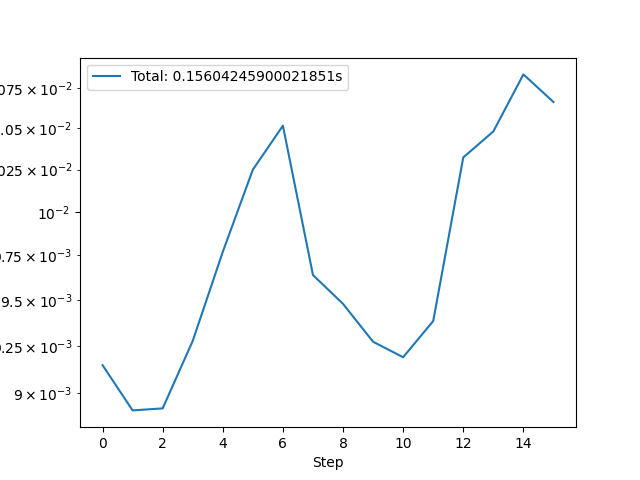 Total: 0.15604245900021851s
075 × 10⁻²
.05 × 10⁻²
025 × 10⁻²
10⁻²
.75 × 10⁻³
9.5 × 10⁻³
.25 × 10⁻³
9 × 10⁻³
0 2 4 6 8 10 12 14
Step